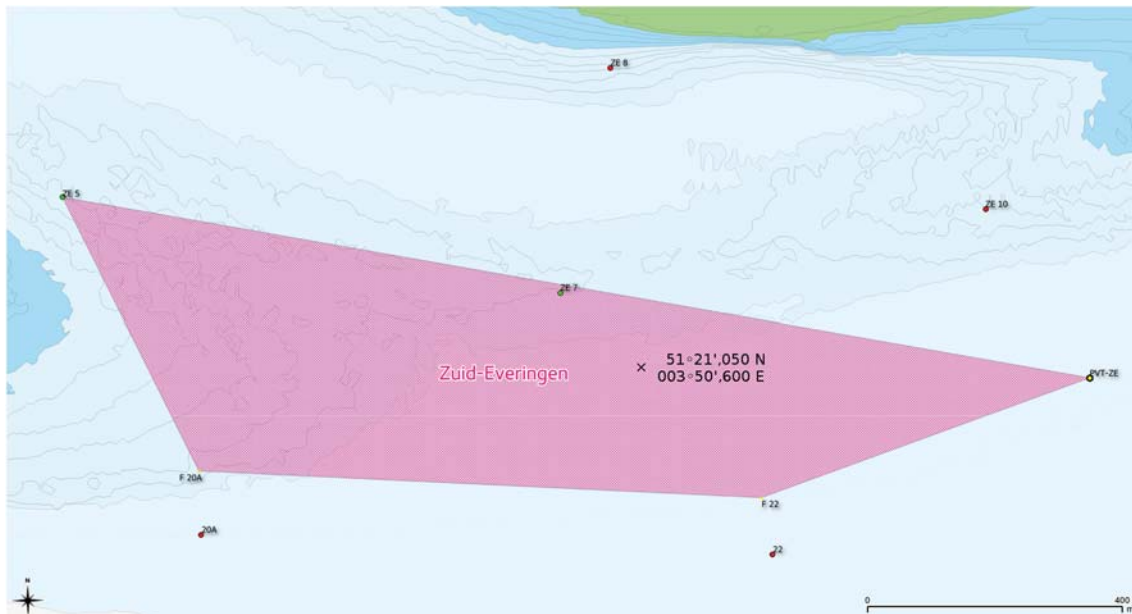 ZE 8
ZE 5
ZE 10
ZE 7
51°21',050 N
003°50',600 E
Zuid-Everingen
PVT-ZE
F 20A
F 22
20A
22
N
0
400
m